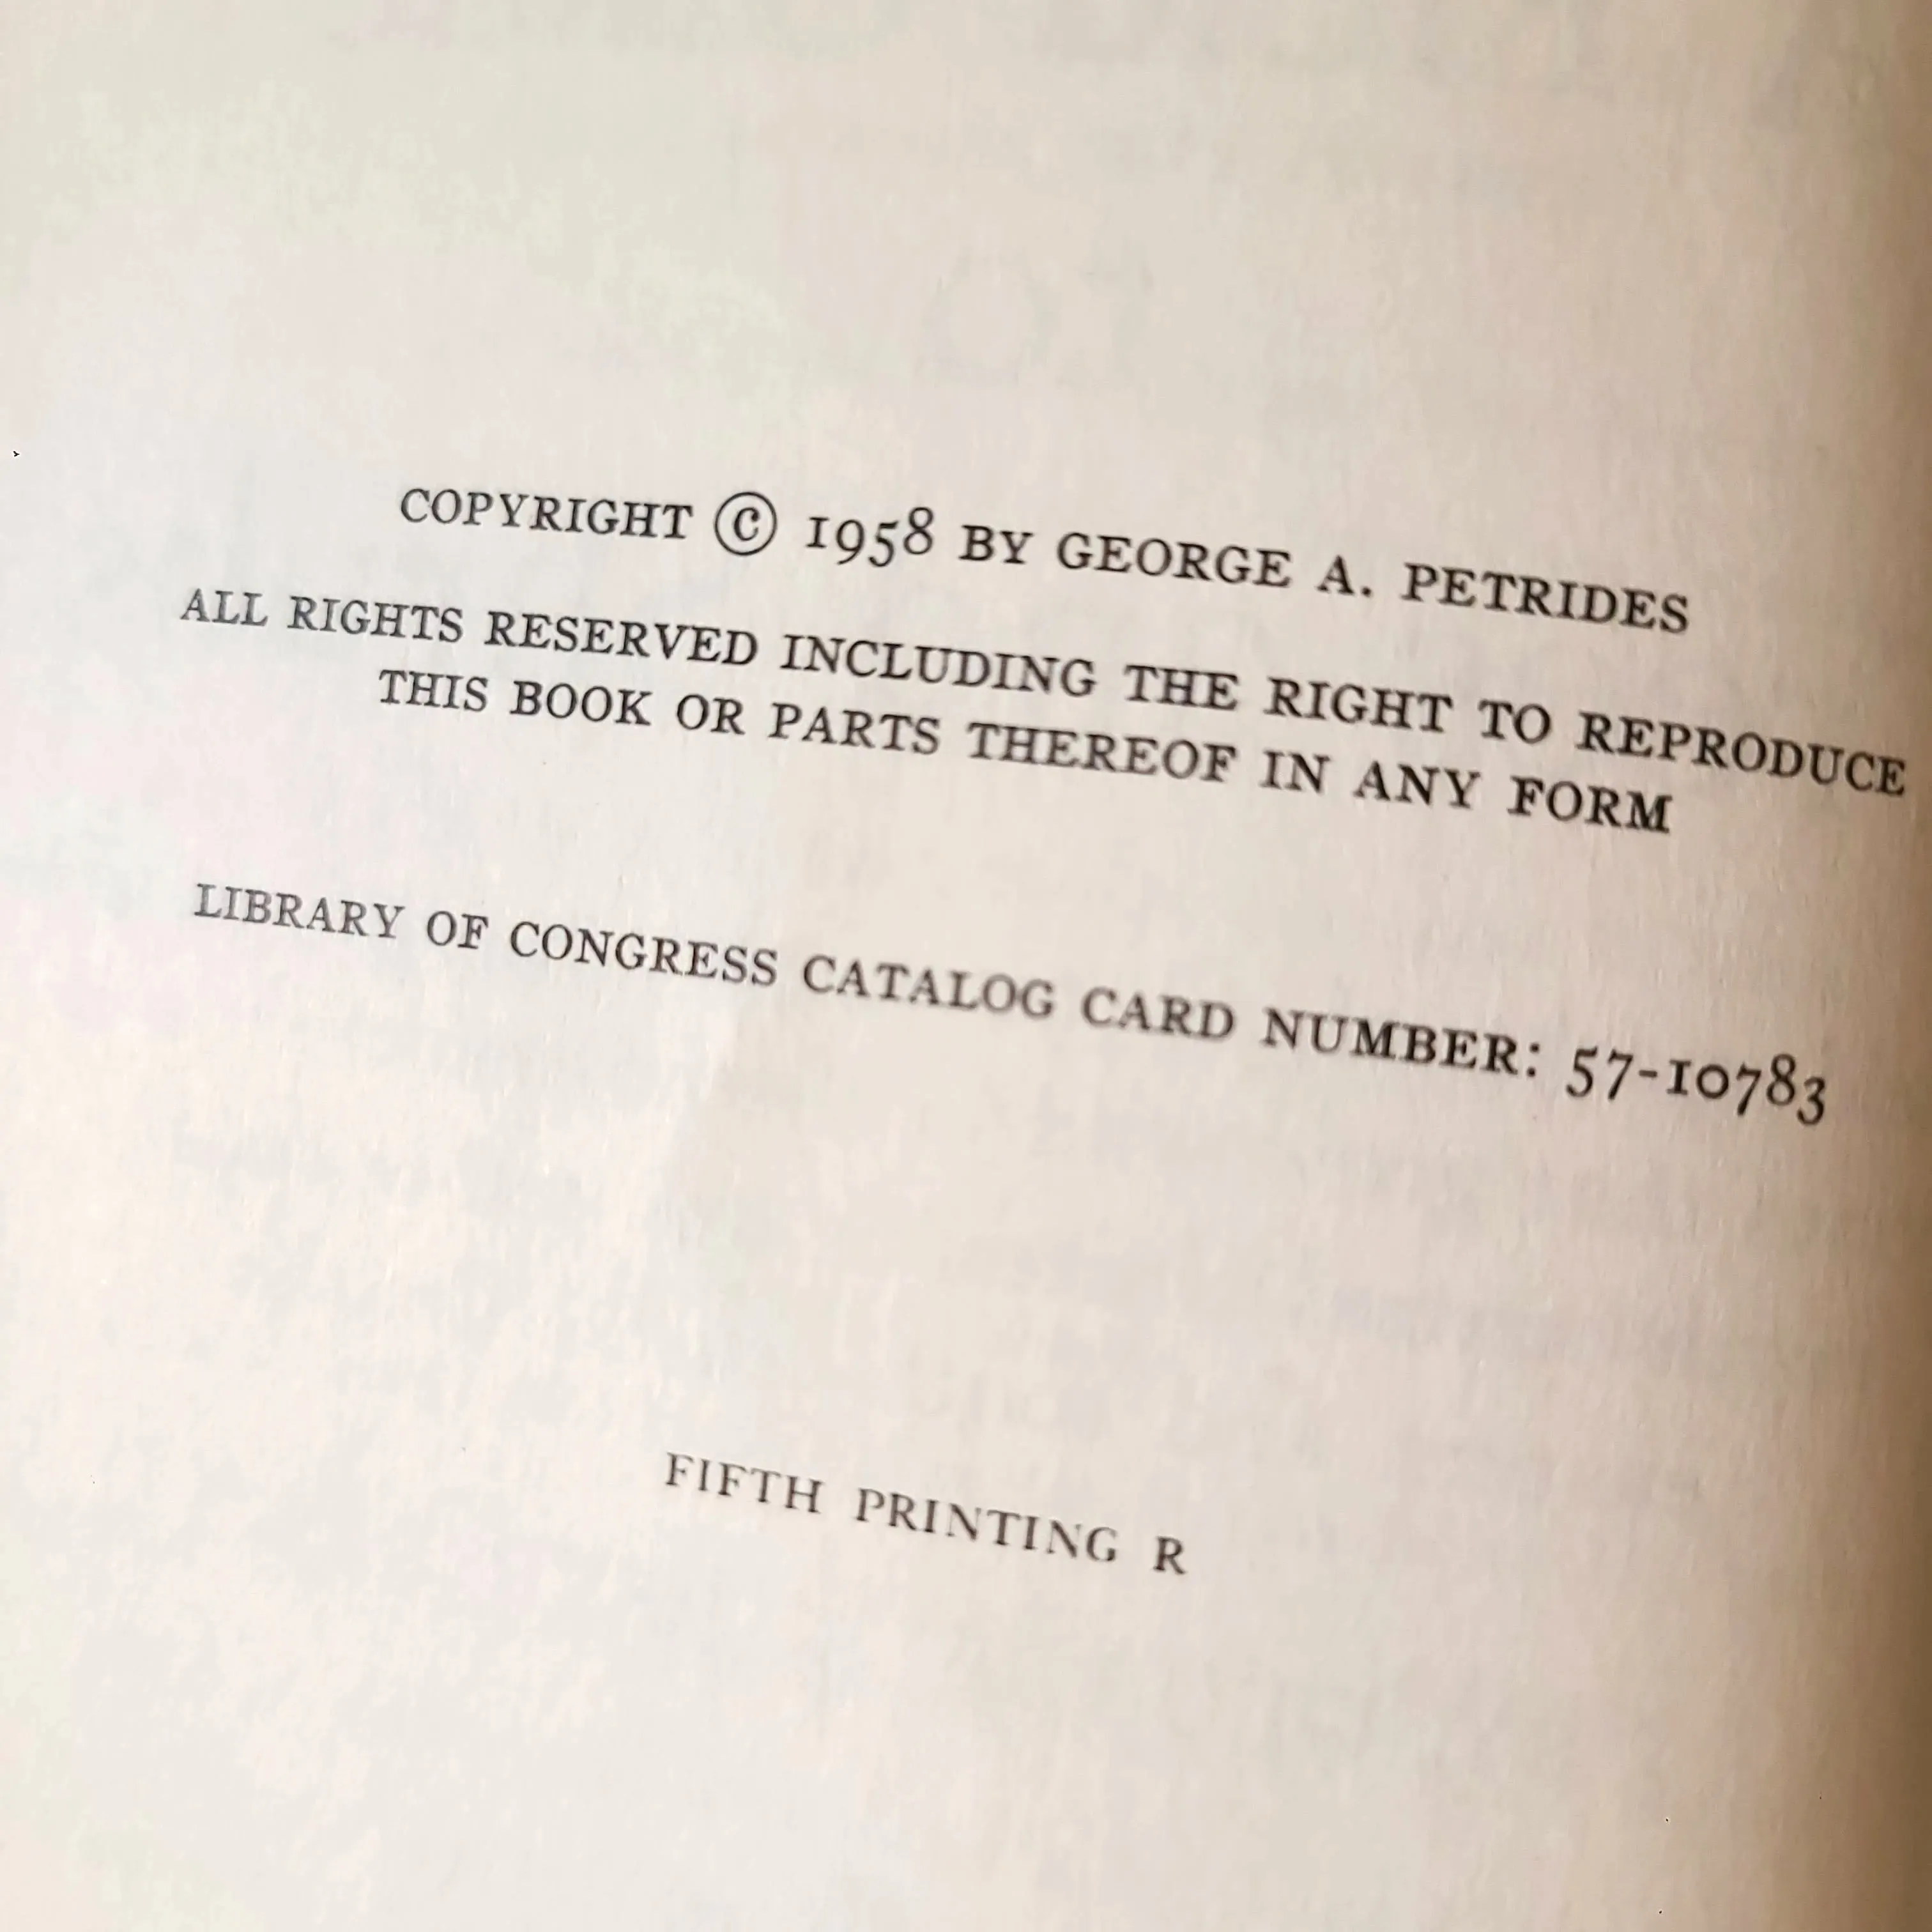 COPYRIGHT © 1958 BY GEORGE A. PETRIDES
ALL RIGHTS RESERVED INCLUDING THE RIGHT TO REPRODUCE
THIS BOOK OR PARTS THEREOF IN ANY FORM
LIBRARY OF CONGRESS CATALOG CARD NUMBER: 57-10783
FIFTH PRINTING R